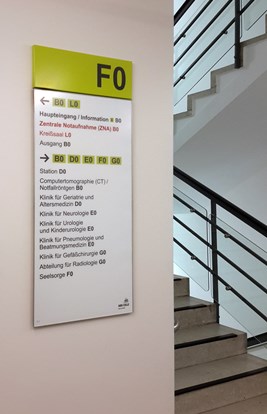 F0
← B0 L0
Haupteingang / Information B0
Zentrale Notaufnahme (ZNA) B0
Kreißsaal L0
Ausgang B0
→ B0 D0 E0 F0 G0
Station D6
Computertomographie (CT) /
Notfallröntgen B0
Klinik für Geriatrie und
Altersmedizin D0
Klinik für Neurologie E0
Klinik für Urologie
und Kinderurologie E0
Klinik für Pneumologie und
Beatmungsmedizin E0
Klinik für Gefäßchirurgie G0
Abteilung für Radiologie G0
Seelsorge F0